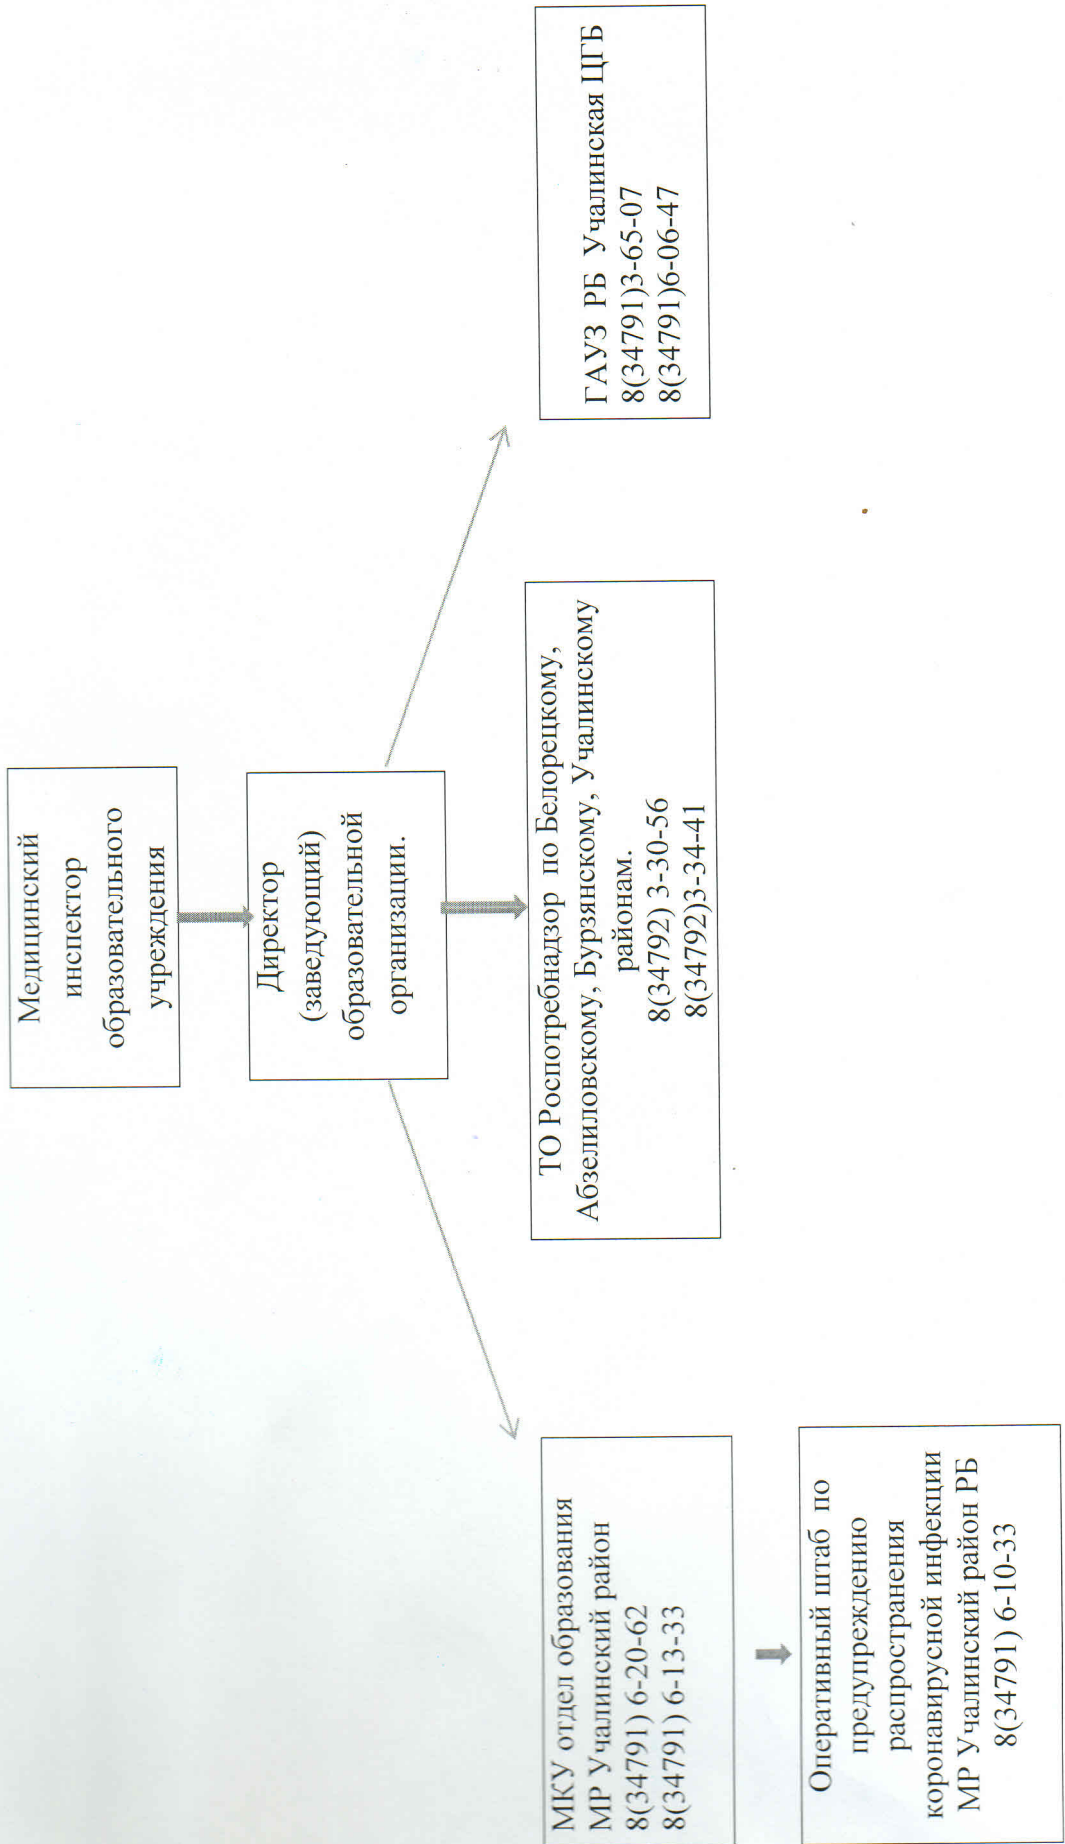 Медицинский
инспектор
образовательного
учреждения
Директор
(заведующий)
образовательной
организации.
МКУ отдел образования
МР Учалинский район
8(34791) 6-20-62
8(34791) 6-13-33
ТО Роспотребнадзор по Белорецкому,
Абзелиловскому, Бурзянскому, Учалинскому
районам.
8(34792) 3-30-56
8(34792)3-34-41
ГАУЗ РБ Учалинская ЦГБ
8(34791)3-65-07
8(34791)6-06-47
Оперативный штаб по
предупреждению
распространения
коронавирусной инфекции
МР Учалинский район РБ
8(34791) 6-10-33